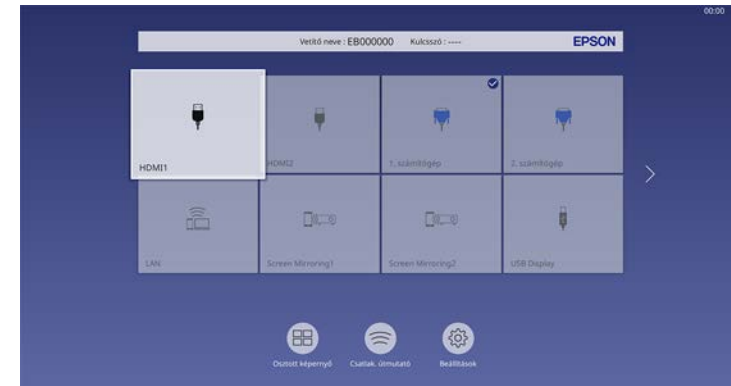 00:00
Vetítő neve : EB000000 Kulcsszó : ---- EPSON
HDMI1 HDMI2 1. számítógép 2. számítógép
LAN Screen Mirroring1 Screen Mirroring2 USB Display
Osztott képernyő Csatlak. útmutató Beállítások